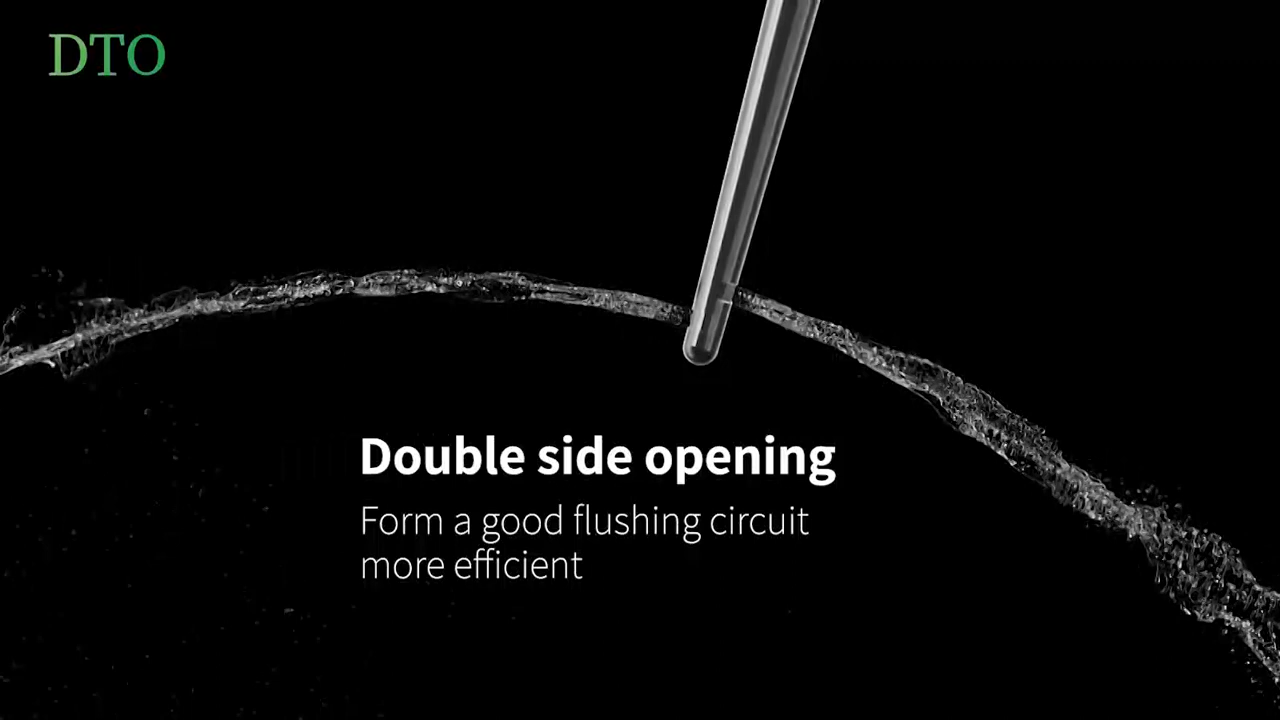 DTO
Double side opening
Form a good flushing circuit
more efficient